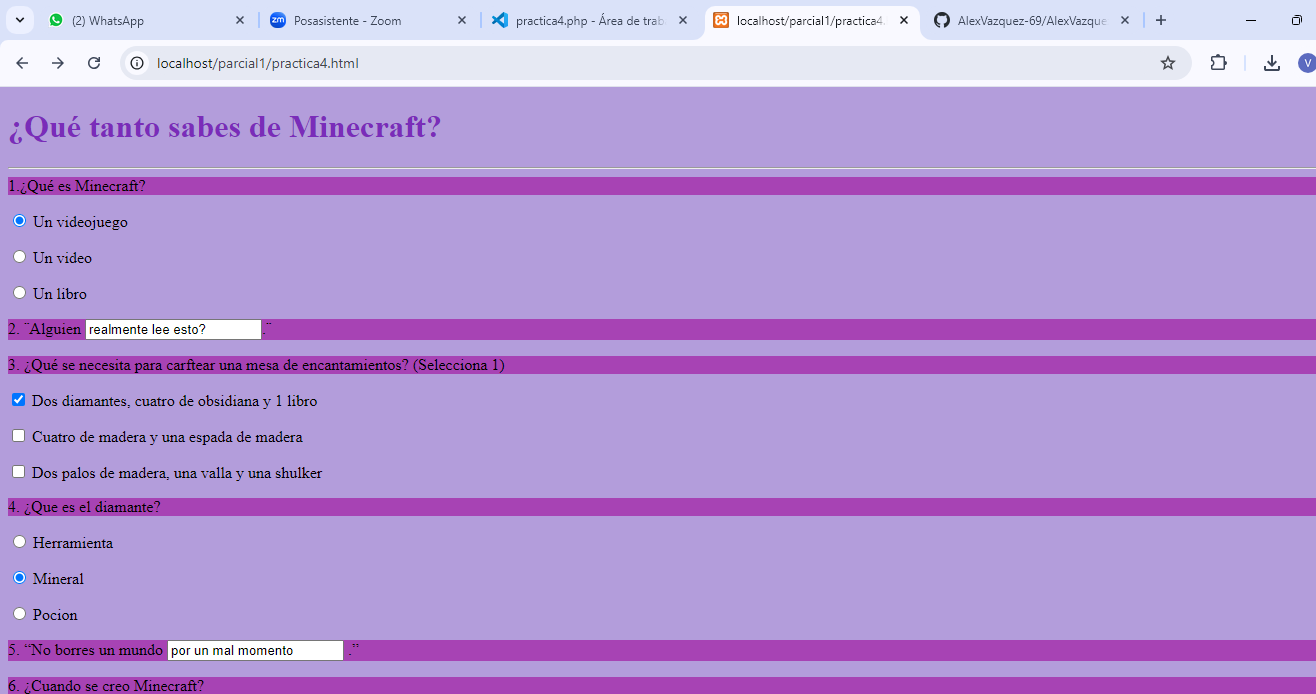 (2) WhatsApp
zm Posasistente - Zoom
practica4.php - Área de trab
localhost/parcial1/practica4.
AlexVazquez-69/AlexVazque
localhost/parcial1/practica4.html
V
¿Qué tanto sabes de Minecraft?
1.¿Qué es Minecraft?
Un videojuego
Un video
Un libro
2. ¨Alguien realmente lee esto? .¨
3. ¿Qué se necesita para carftear una mesa de encantamientos? (Selecciona 1)
Dos diamantes, cuatro de obsidiana y 1 libro
Cuatro de madera y una espada de madera
Dos palos de madera, una valla y una shulker
4. ¿Que es el diamante?
Herramienta
Mineral
Pocion
5. “No borres un mundo por un mal momento .”
6. ¿Cuando se creo Minecraft?